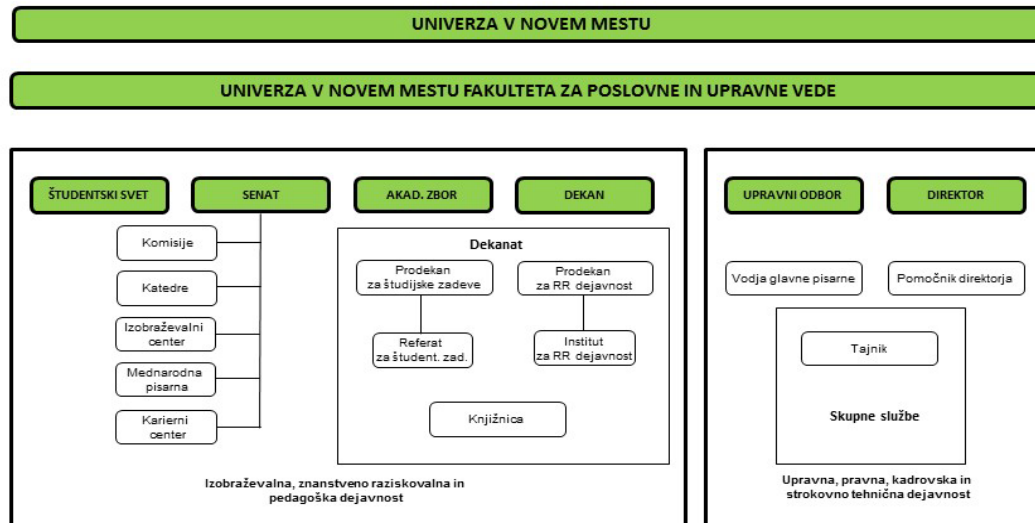 UNIVERZA V NOVEM MESTU
UNIVERZA V NOVEM MESTU FAKULTETA ZA POSLOVNE IN UPRAVNE VEDE
ŠTUDENTSKI SVET
SENAT
AKAD. ZBOR
DEKAN
Komisije
Katedre
Izobraževalni
center
Mednarodna
pisarna
Karierni
center
Dekanat
Prodekan
za študijske zadeve
Prodekan
za RR dejavnost
Referat
za študent. zad.
Institut
za RR dejavnost
Knjižnica
Izobraževalna, znanstveno raziskovalna in
pedagoška dejavnost
UPRAVNI ODBOR
DIREKTOR
Vodja glavne pisarne
Pomočnik direktorja
Tajnik
Skupne službe
Upravna, pravna, kadrovska in
strokovno tehnična dejavnost